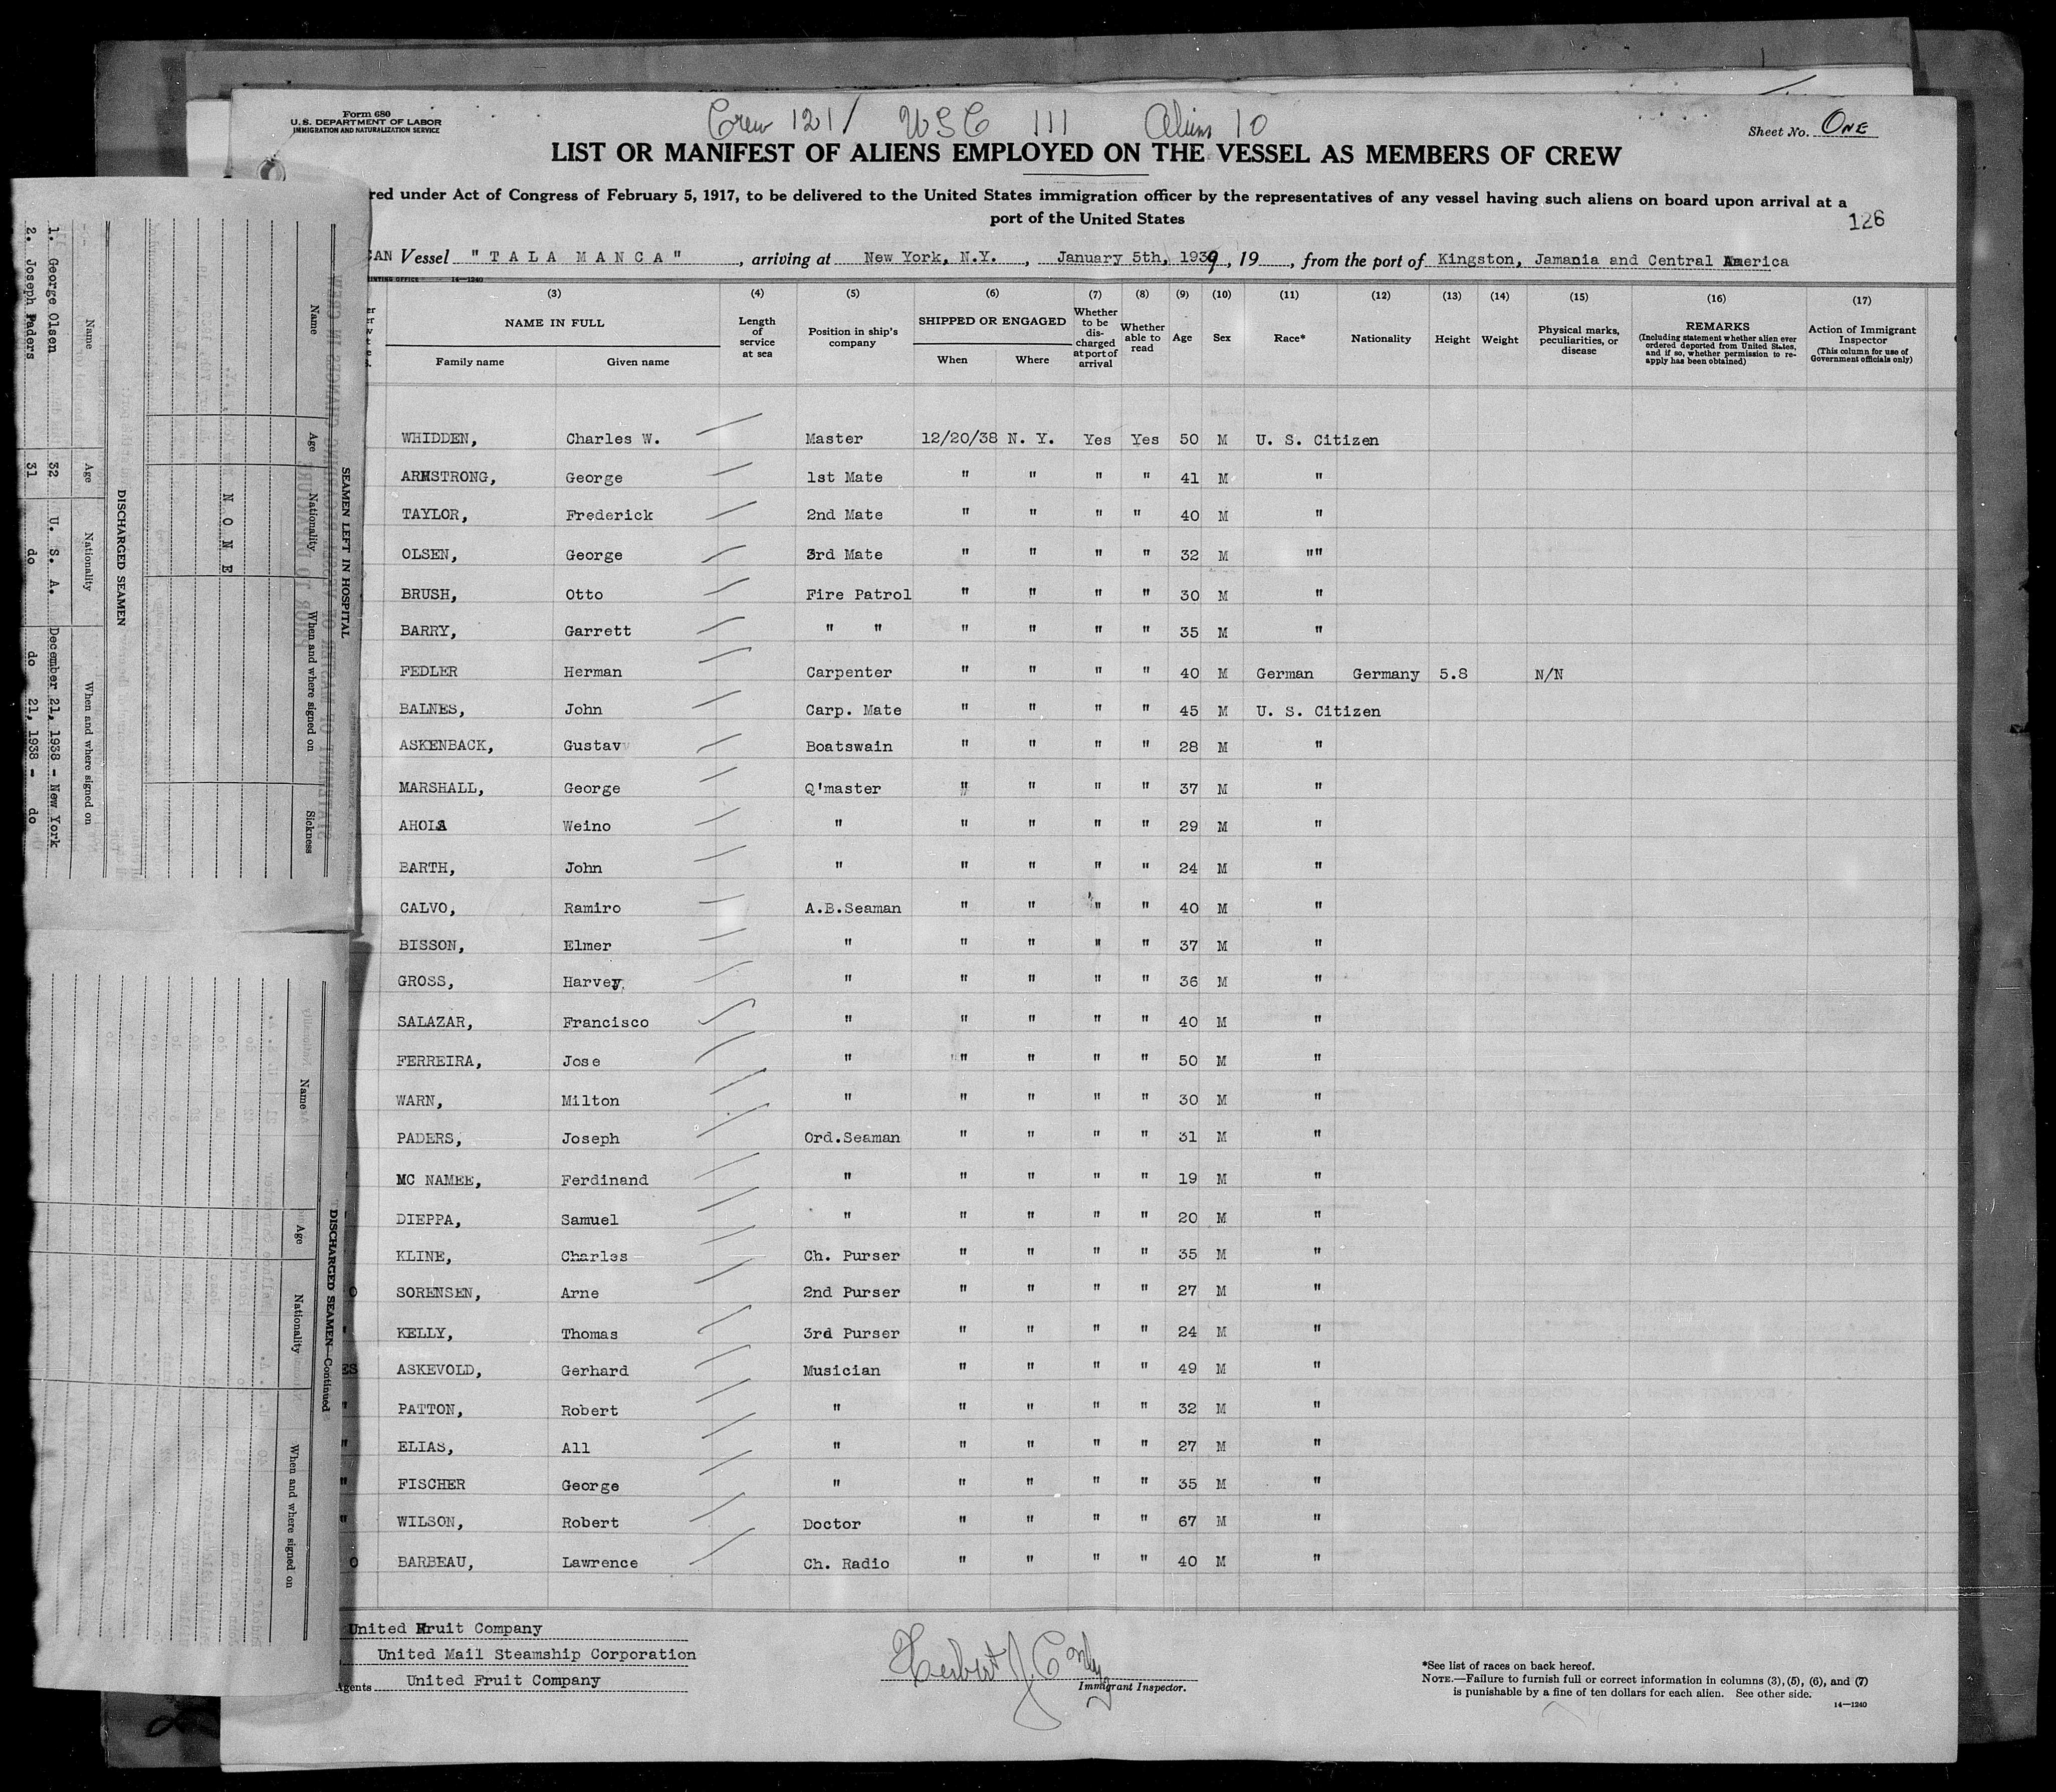 Form 680
U. S. DEPARTMENT OF LABOR
IMMIGRATION AND NATURALIZATION SERVICE
Crew 121/ USC 111 Aliens 10
Sheet No. ONE
LIST OR MANIFEST OF ALIENS EMPLOYED ON THE VESSEL AS MEMBERS OF CREW
red under Act of Congress of February 5, 1917, to be delivered to the United States immigration officer by the representatives of any vessel having such aliens on board upon arrival at a
port of the United States
126
CAN Vessel "TALA MANCA", arriving at New York, N.Y., January 5th, 1939, 19, from the port of Kingston, Jamania and Central America
14—1240
(3) (4) (5) (6) (7) (8) (9) (10) (11) (12) (13) (14) (15) (16) (17)
NAME IN FULL Length of service at sea Position in ship's company SHIPPED OR ENGAGED Whether to be discharged at port of arrival Whether able to read Age Sex Race* Nationality Height Weight Physical marks, peculiarities, or disease REMARKS (Including statement whether alien ever ordered deported from United States, and if so, whether permission to reapply has been obtained) Action of Immigrant Inspector (This column for use of Government officials only)
Family name Given name When Where
WHIDDEN, Charles W. Master 12/20/38 N. Y. Yes Yes 50 M U. S. Citizen
ARMSTRONG, George 1st Mate " " " " 41 M "
TAYLOR, Frederick 2nd Mate " " " " 40 M "
OLSEN, George 3rd Mate " " " " 32 M ""
BRUSH, Otto Fire Patrol " " " " 30 M "
BARRY, Garrett " " " " " " 35 M "
FEDLER Herman Carpenter " " " " 40 M German Germany 5.8 N/N
BALNES, John Carp. Mate " " " " 45 M U. S. Citizen
ASKENBACK, Gustav Boatswain " " " " 28 M "
MARSHALL, George Q'master " " " " 37 M "
AHOLA Weino " " " " " 29 M "
BARTH, John " " " " " 24 M "
CALVO, Ramiro A.B.Seaman " " " " 40 M "
BISSON, Elmer " " " " " 37 M "
GROSS, Harvey, " " " " " 36 M "
SALAZAR, Francisco " " " " " 40 M "
FERREIRA, Jose " " " " " 50 M "
WARN, Milton " " " " " 30 M "
PADERS, Joseph Ord.Seaman " " " " 31 M "
MC NAMEE, Ferdinand " " " " " 19 M "
DIEPPA, Samuel " " " " " 20 M "
KLINE, Charles Ch. Purser " " " " 35 M "
SORENSEN, Arne 2nd Purser " " " " 27 M "
KELLY, Thomas 3rd Purser " " " " 24 M "
ASKEVOLD, Gerhard Musician " " " " 49 M "
PATTON, Robert " " " " " 32 M "
ELIAS, All " " " " " 27 M "
FISCHER George " " " " " 35 M "
WILSON, Robert Doctor " " " " 67 M "
BARBEAU, Lawrence Ch. Radio " " " " 40 M "
United Fruit Company
United Mail Steamship Corporation
Agents United Fruit Company
Immigrant Inspector.
*See list of races on back hereof.
NOTE.—Failure to furnish full or correct information in columns (3), (5), (6), and (7)
is punishable by a fine of ten dollars for each alien. See other side.
14—1240
SEAMEN LEFT IN HOSPITAL
Name Age Nationality When and where signed on Sickness
NONE
DISCHARGED SEAMEN
Name Age Nationality When and where signed on
1. George Olsen 32 U. S. A. December 21, 1938 - New York
2. Joseph Paders 31 do do 21, 1938 - do
DISCHARGED SEAMEN—Continued
Name Age Nationality When and where signed on